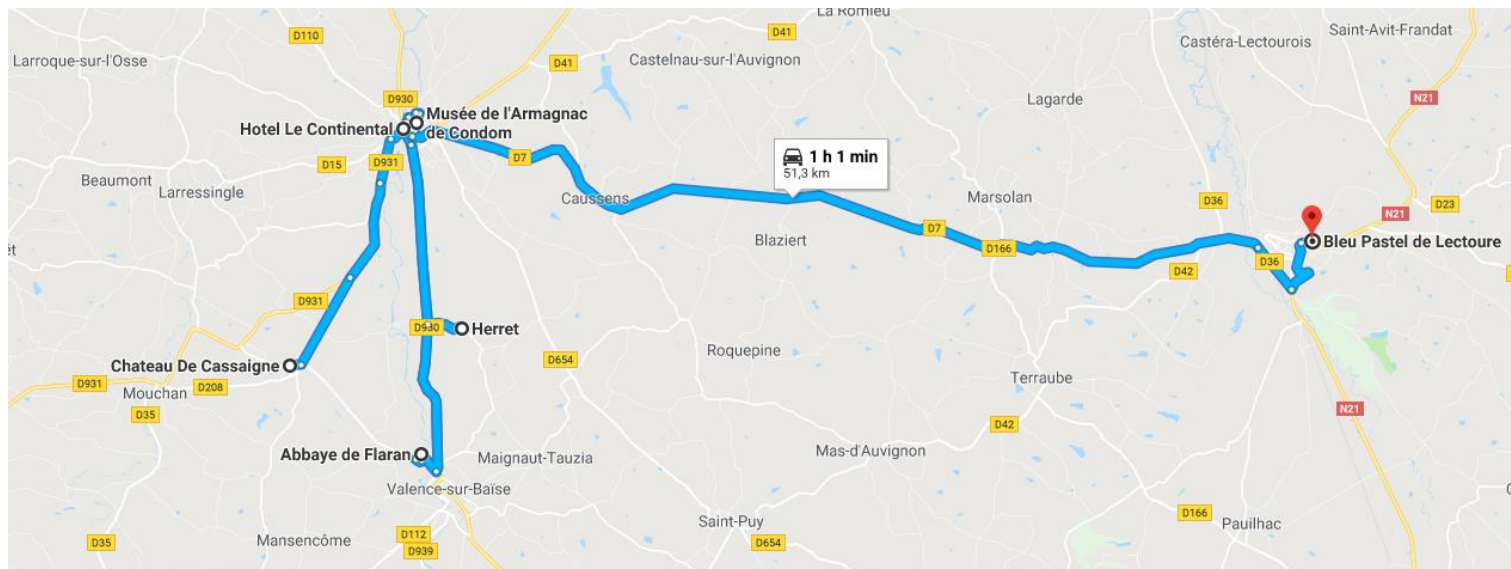 La Romieu
Saint-Avit-Frandat
D110
D41
Castéra-Lectourois
Larroque-sur-l'Osse
Castelnau-sur-l'Auvignon
D41
D930
N21
Lagarde
Musée de l'Armagnac
de Condom
Hotel Le Continental
D7
1 h 1 min
51,3 km
D15
D931
Beaumont
Larressingle
Caussens
Marsolan
D36
D23
N21
D7
Blaziert
D166
Bleu Pastel de Lectoure
D36
D42
D931
D930
Herret
Roquepine
D654
Chateau De Cassaigne
Terraube
D931
D208
Mouchan
D35
N21
D42
Abbaye de Flaran
Maignaut-Tauzia
Mas-d'Auvignon
Valence-sur-Baïse
D166
Saint-Puy
Pauilhac
D112
D35
Mansencôme
D654
D939